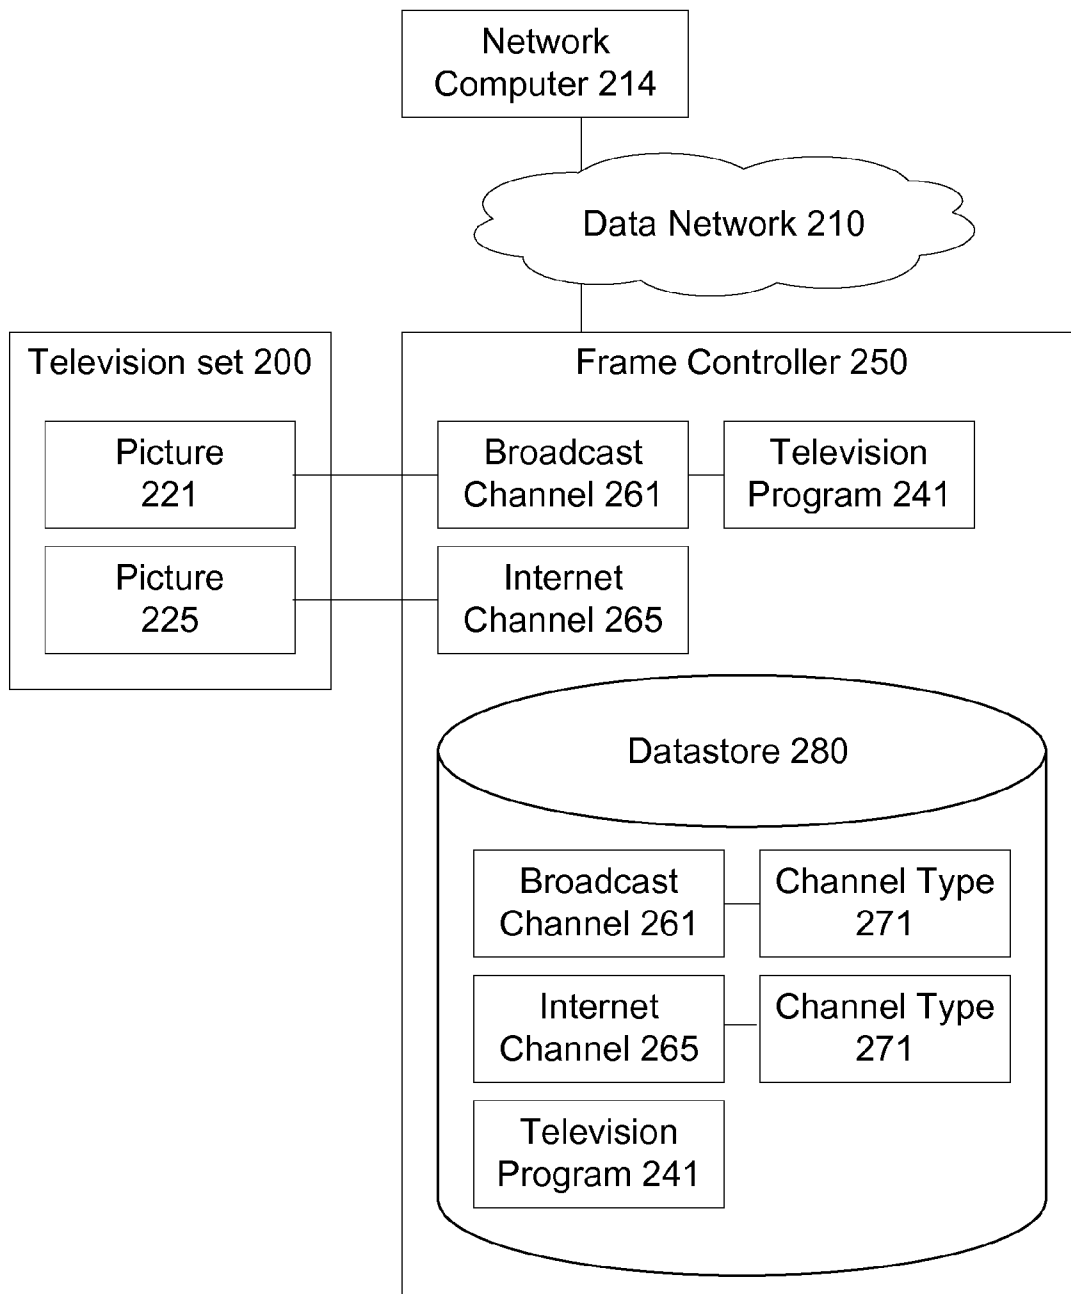 Network
Computer 214
Data Network 210
Television set 200
Frame Controller 250
Picture
221
Broadcast
Channel 261
Television
Program 241
Picture
225
Internet
Channel 265
Datastore 280
Broadcast
Channel 261
Channel Type
271
Internet
Channel 265
Channel Type
271
Television
Program 241